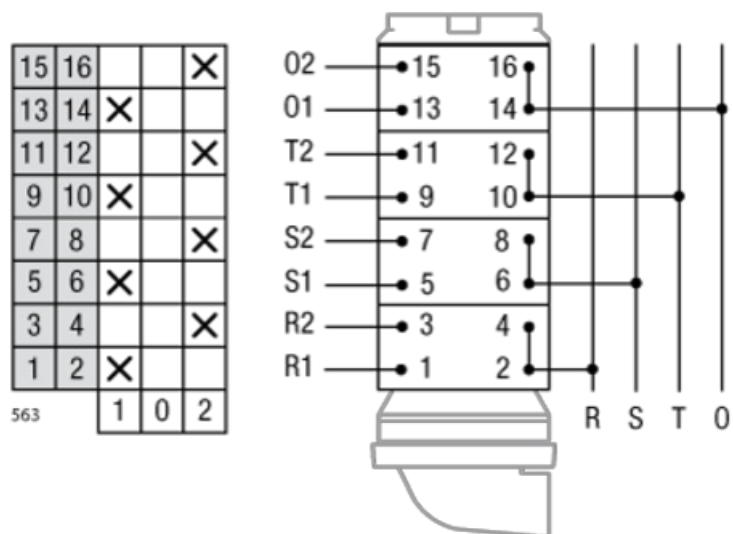 15 16 X
13 14 X
11 12 X
9 10 X
7 8 X
5 6 X
3 4 X
1 2 X
563 1 0 2
O2 15 16
O1 13 14
T2 11 12
T1 9 10
S2 7 8
S1 5 6
R2 3 4
R1 1 2
R S T O